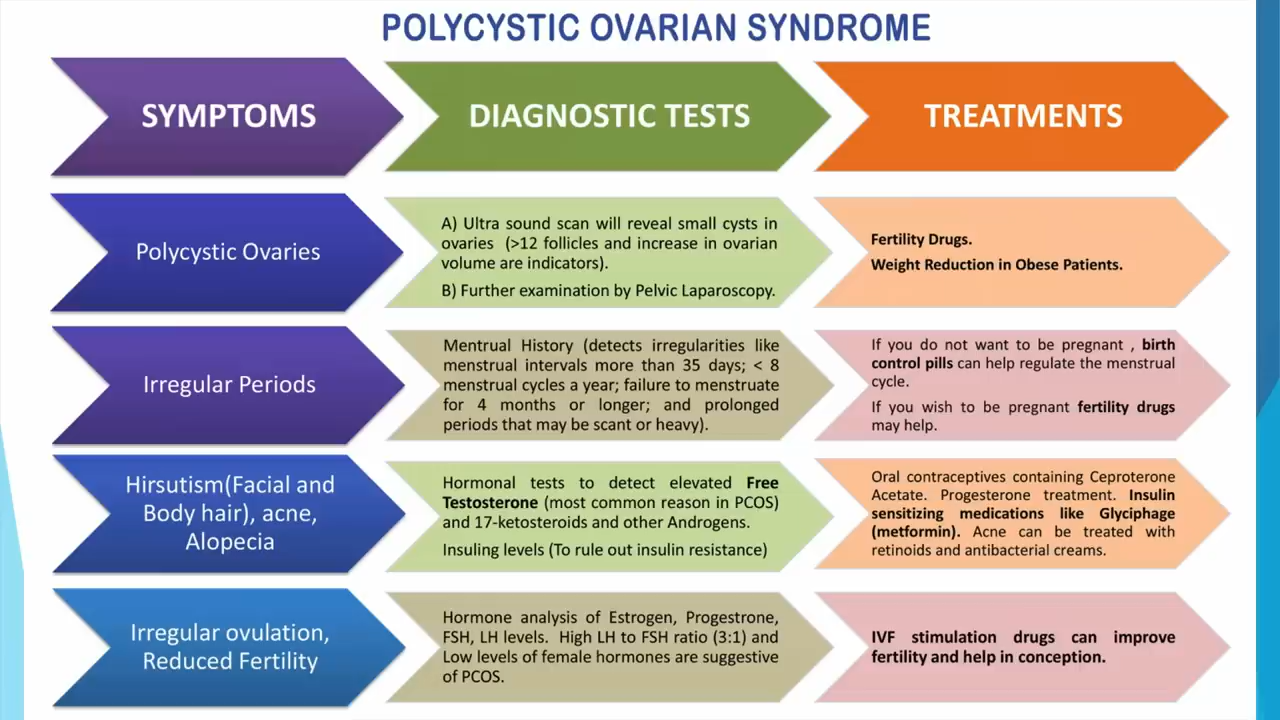 POLYCYSTIC OVARIAN SYNDROME
SYMPTOMS
DIAGNOSTIC TESTS
TREATMENTS
Polycystic Ovaries
A) Ultra sound scan will reveal small cysts in
ovaries (>12 follicles and increase in ovarian
volume are indicators).
B) Further examination by Pelvic Laparoscopy.
Fertility Drugs.
Weight Reduction in Obese Patients.
Irregular Periods
Mentrual History (detects irregularities like
menstrual intervals more than 35 days; < 8
menstrual cycles a year; failure to menstruate
for 4 months or longer; and prolonged
periods that may be scant or heavy).
If you do not want to be pregnant , birth
control pills can help regulate the menstrual
cycle.
If you wish to be pregnant fertility drugs
may help.
Hirsutism(Facial and
Body hair), acne,
Alopecia
Hormonal tests to detect elevated Free
Testosterone (most common reason in PCOS)
and 17-ketosteroids and other Androgens.
Insuling levels (To rule out insulin resistance)
Oral contraceptives containing Ceproterone
Acetate. Progesterone treatment. Insulin
sensitizing medications like Glyciphage
(metformin). Acne can be treated with
retinoids and antibacterial creams.
Irregular ovulation,
Reduced Fertility
Hormone analysis of Estrogen, Progestrone,
FSH, LH levels. High LH to FSH ratio (3:1) and
Low levels of female hormones are suggestive
of PCOS.
IVF stimulation drugs can improve
fertility and help in conception.